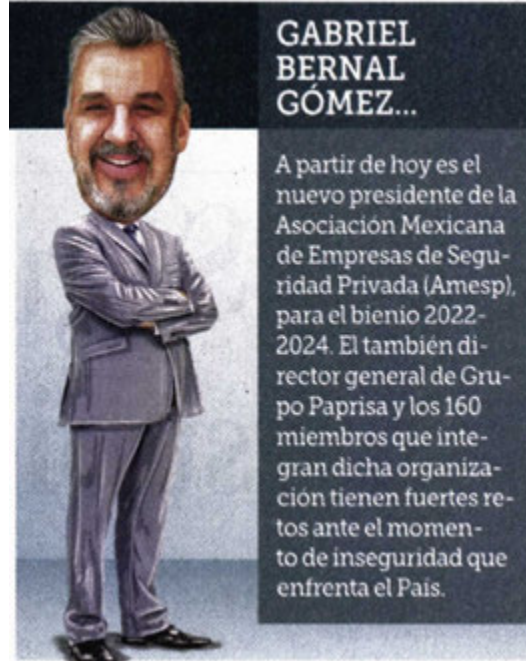 GABRIEL
BERNAL
GÓMEZ...
A partir de hoy es el
nuevo presidente de la
Asociación Mexicana
de Empresas de Segu-
ridad Privada (Amesp),
para el bienio 2022-
2024. El también di-
rector general de Gru-
po Paprisa y los 160
miembros que inte-
gran dicha organiza-
ción tienen fuertes re-
tos ante el momen-
to de inseguridad que
enfrenta el País.